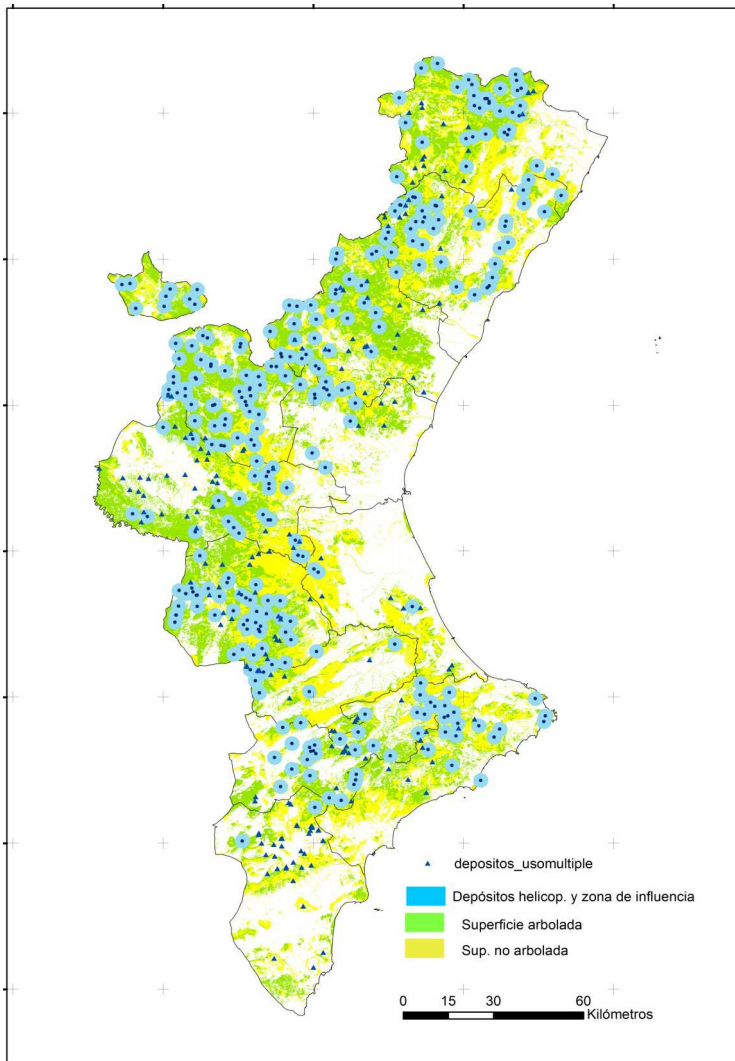 depositos_usomultiple
Depósitos helicop. y zona de influencia
Superficie arbolada
Sup. no arbolada
0 15 30 60
Kilómetros